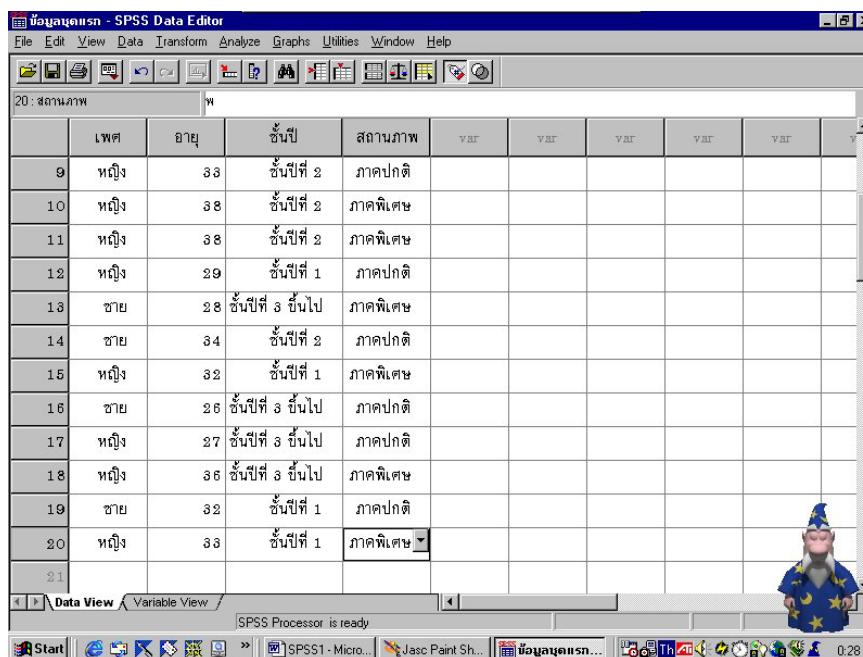 ข้อมูลชุดแรก - SPSS Data Editor
File Edit View Data Transform Analyze Graphs Utilities Window Help
20 : สถานภาพ พ
เพศ อายุ ชั้นปี สถานภาพ var var var var var v
9 หญิง 33 ชั้นปีที่ 2 ภาคปกติ
10 หญิง 38 ชั้นปีที่ 2 ภาคพิเศษ
11 หญิง 38 ชั้นปีที่ 2 ภาคพิเศษ
12 หญิง 29 ชั้นปีที่ 1 ภาคปกติ
13 ชาย 28 ชั้นปีที่ 3 ขึ้นไป ภาคพิเศษ
14 ชาย 34 ชั้นปีที่ 2 ภาคปกติ
15 หญิง 32 ชั้นปีที่ 1 ภาคพิเศษ
16 ชาย 26 ชั้นปีที่ 3 ขึ้นไป ภาคปกติ
17 หญิง 27 ชั้นปีที่ 3 ขึ้นไป ภาคปกติ
18 หญิง 36 ชั้นปีที่ 3 ขึ้นไป ภาคพิเศษ
19 ชาย 32 ชั้นปีที่ 1 ภาคปกติ
20 หญิง 33 ชั้นปีที่ 1 ภาคพิเศษ
21
Data View Variable View
SPSS Processor is ready
Start » SPSS1 - Micro... Jasc Paint Sh... ข้อมูลชุดแรก... Th 0:28